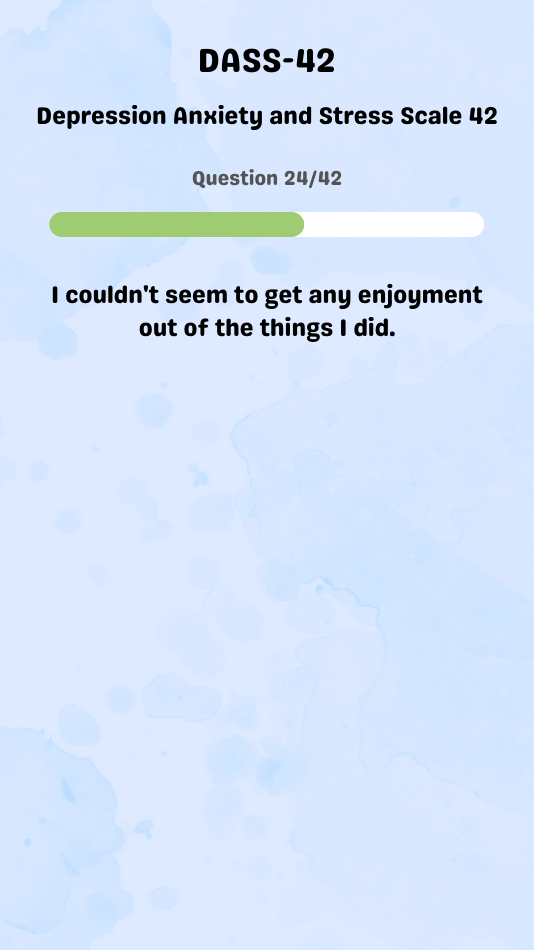 DASS-42
Depression Anxiety and Stress Scale 42
Question 24/42
I couldn't seem to get any enjoyment
out of the things I did.